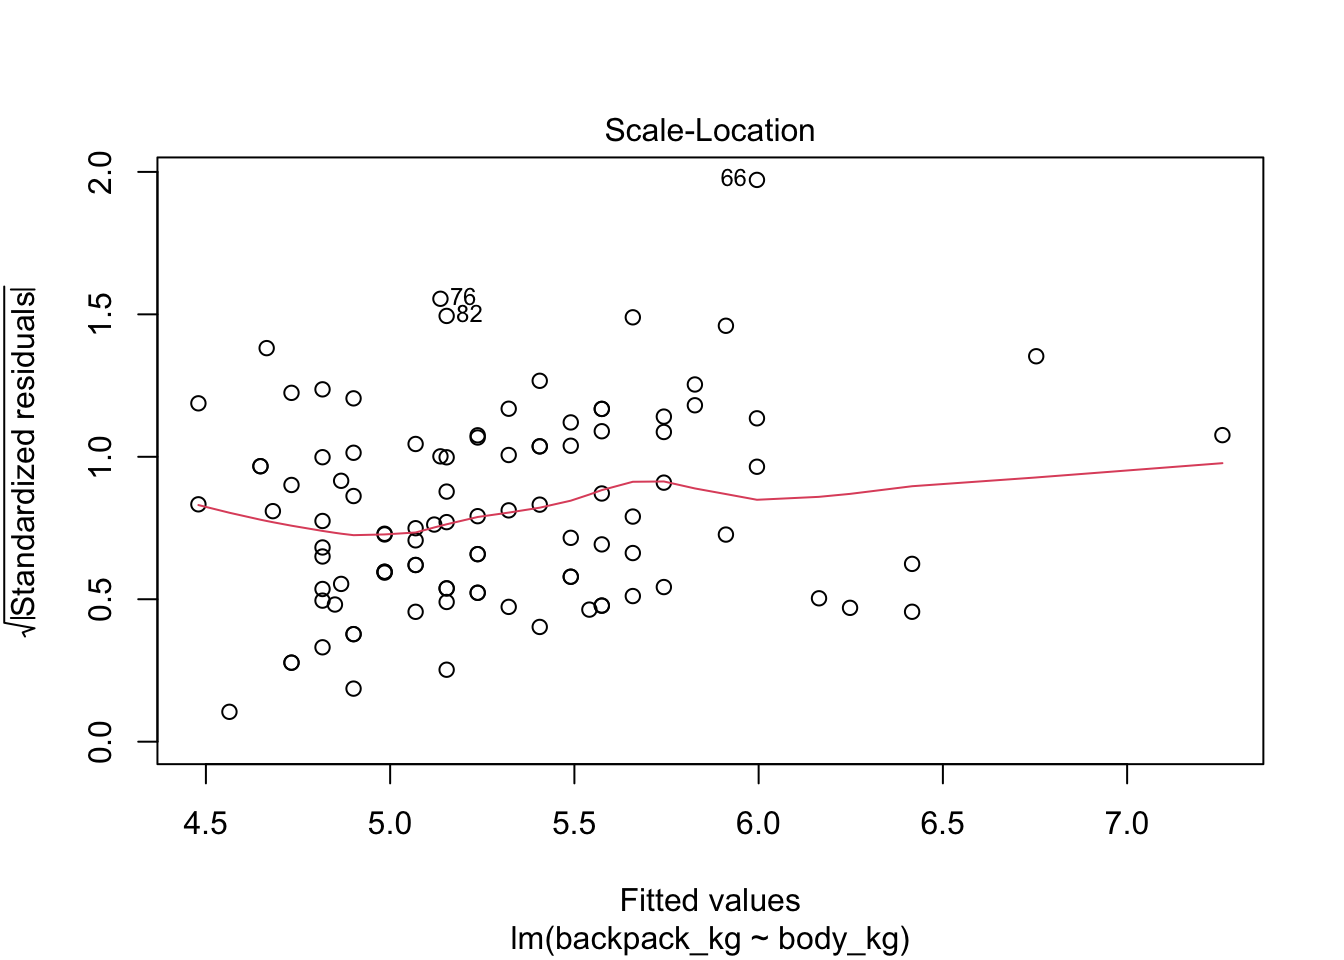 Scale-Location
√|Standardized residuals|
2.0
1.5
1.0
0.5
0.0
66
76
82
4.5 5.0 5.5 6.0 6.5 7.0
Fitted values
lm(backpack_kg ~ body_kg)